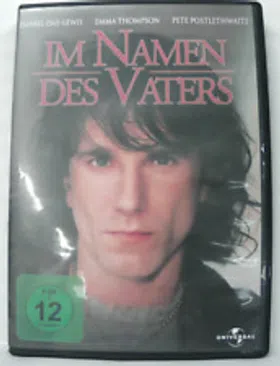 DANIEL DAY-LEWIS EMMA THOMPSON PETE POSTLETHWAITE
IM NAMEN
DES VATERS
FSK
12
UNIVERSAL